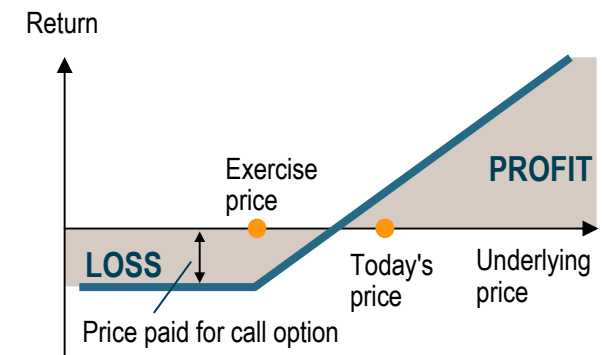 Return
Exercise
price
PROFIT
LOSS
Today's
price
Underlying
price
Price paid for call option